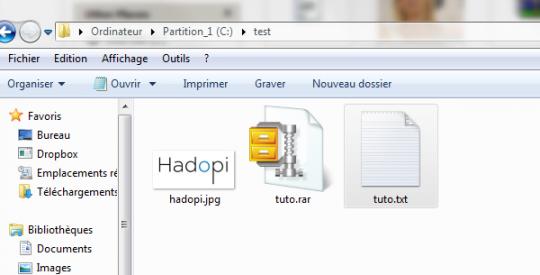 Ordinateur ▸ Partition_1 (C:) ▸ test
Fichier Edition Affichage Outils ?
Organiser Ouvrir Imprimer Graver Nouveau dossier
Favoris
Bureau
Dropbox
Emplacements ré
Téléchargements
Bibliothèques
Documents
Images
Hadopi
hadopi.jpg
tuto.rar
tuto.txt